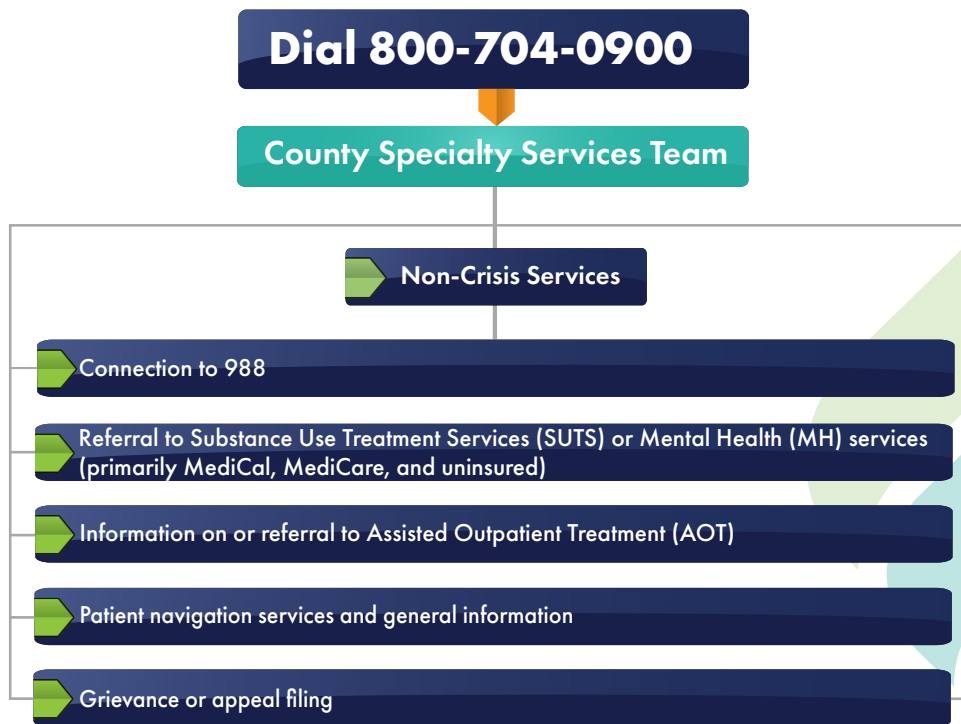 Dial 800-704-0900
County Specialty Services Team
Non-Crisis Services
Connection to 988
Referral to Substance Use Treatment Services (SUTS) or Mental Health (MH) services
(primarily MediCal, MediCare, and uninsured)
Information on or referral to Assisted Outpatient Treatment (AOT)
Patient navigation services and general information
Grievance or appeal filing